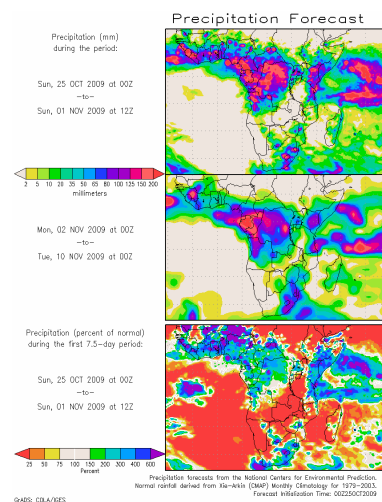 Precipitation Forecast
Precipitation (mm)
during the period:
Sun, 25 OCT 2009 at 00Z
-to-
Sun, 01 NOV 2009 at 12Z
2 5 10 20 35 50 65 80 100 125 150 200
millimeters
Mon, 02 NOV 2009 at 00Z
-to-
Tue, 10 NOV 2009 at 00Z
Precipitation (percent of normal)
during the first 7.5-day period:
Sun, 25 OCT 2009 at 00Z
-to-
Sun, 01 NOV 2009 at 12Z
25 50 75 100 150 200 300 400 600
Percent
Precipitation forecasts from the National Centers for Environmental Prediction.
Normal rainfall derived from Xie-Arkin (CMAP) Monthly Climatology for 1979-2003.
Forecast Initialization Time: 00Z25OCT2009
GrADS: COLA/IGES